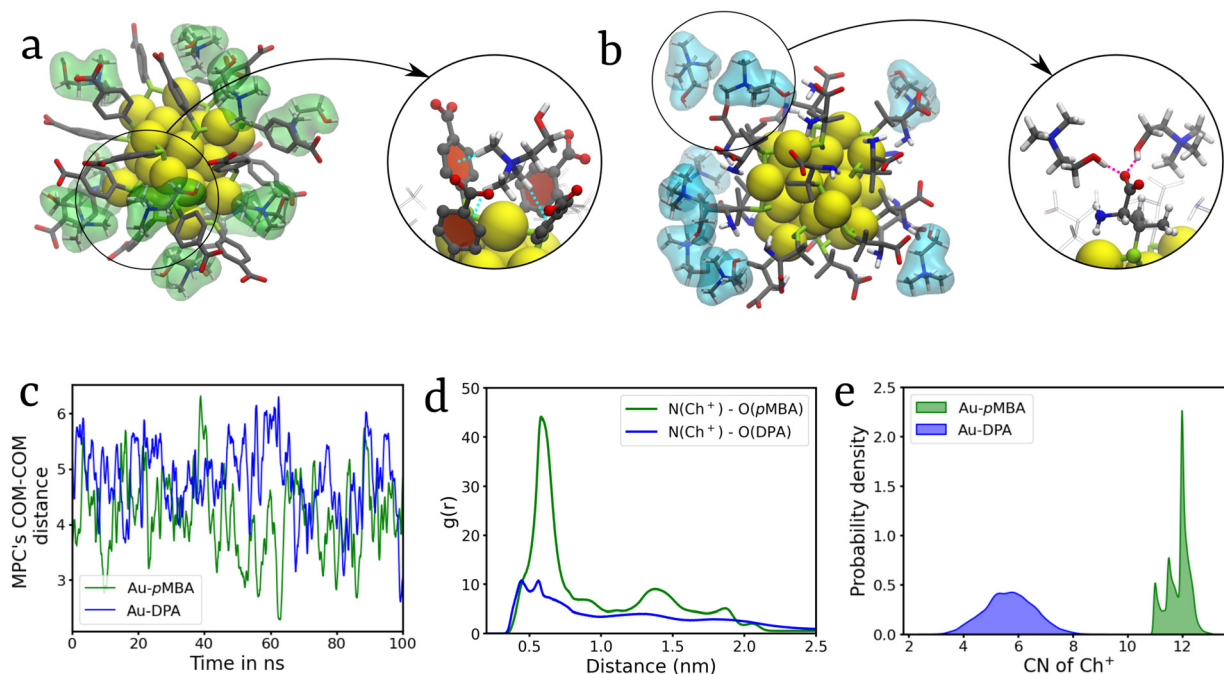 a
b
c
MPC's COM-COM
distance
6
5
4
3
Au-pMBA
Au-DPA
0 20 40 60 80 100
Time in ns
d
g(r)
50
40
30
20
10
0
N(Ch⁺) - O(pMBA)
N(Ch⁺) - O(DPA)
0.5 1.0 1.5 2.0 2.5
Distance (nm)
e
Probability density
2.5
2.0
1.5
1.0
0.5
0.0
Au-pMBA
Au-DPA
2 4 6 8 10 12
CN of Ch⁺